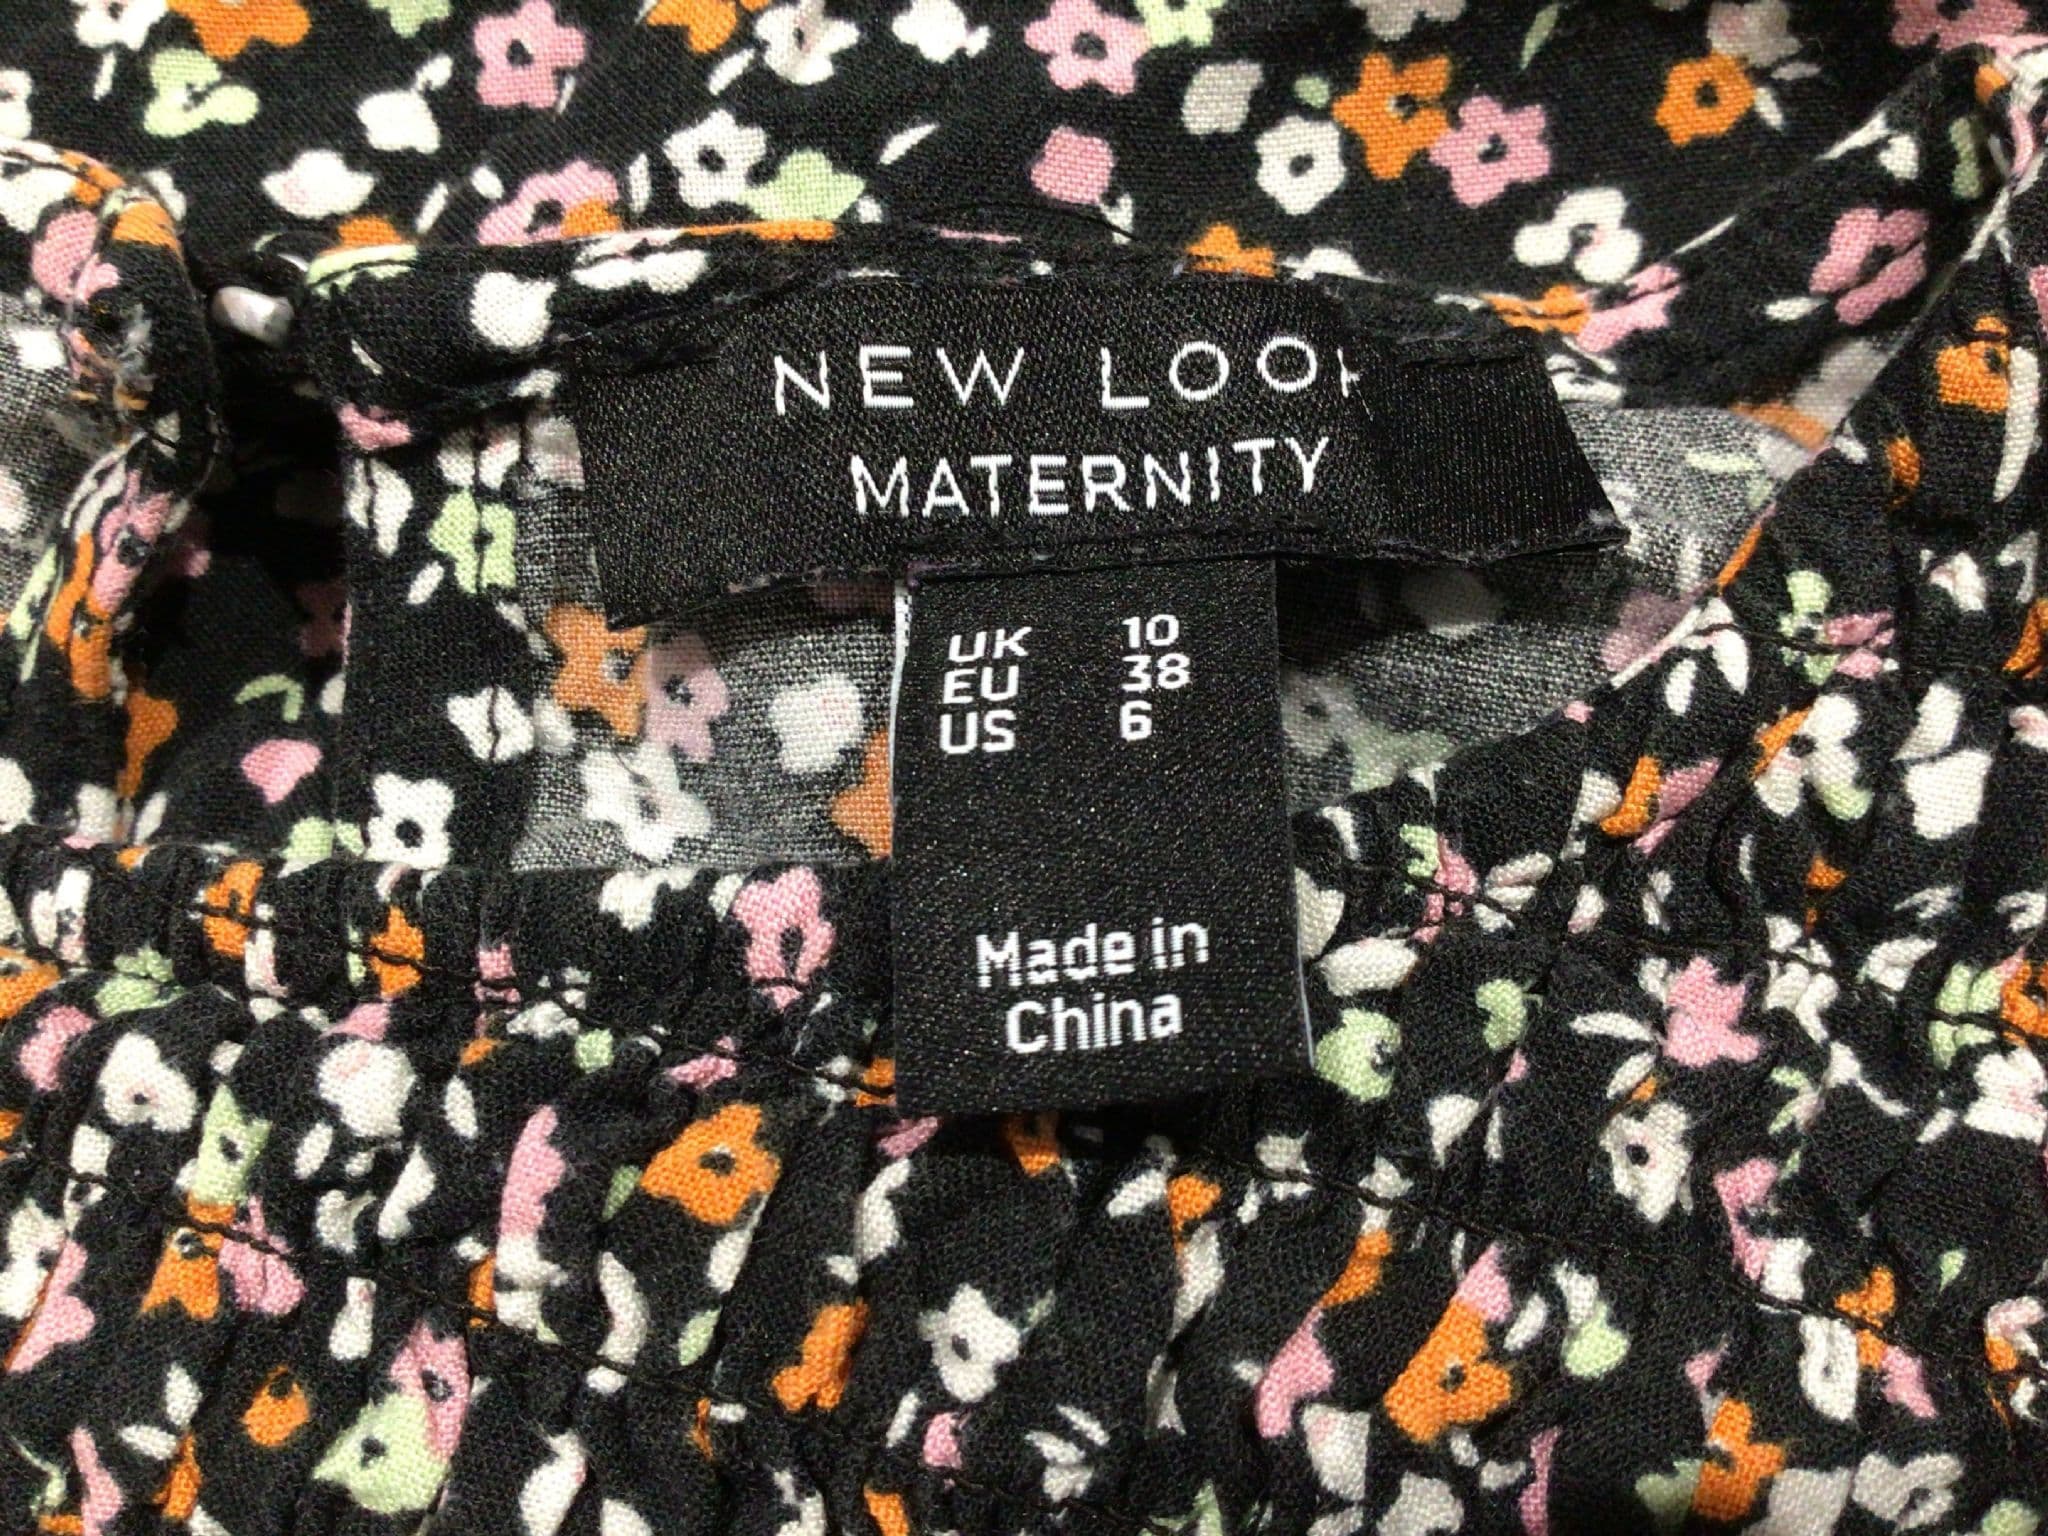 NEW LOOK
MATERNITY
UK 10
EU 38
US 6
Made in
China